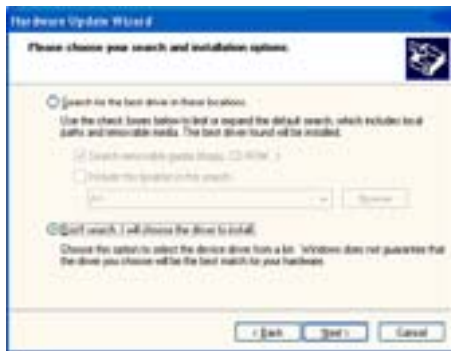 Hardware Update Wizard
Please choose your search and installation options.
Search for the best driver in these locations.
Use the check boxes below to limit or expand the default search, which includes local
paths and removable media. The best driver found will be installed.
Search removable media (floppy, CD-ROM...)
Include this location in the search:
Browse
Don't search. I will choose the driver to install.
Choose this option to select the device driver from a list. Windows does not guarantee that
the driver you choose will be the best match for your hardware.
< Back
Next >
Cancel